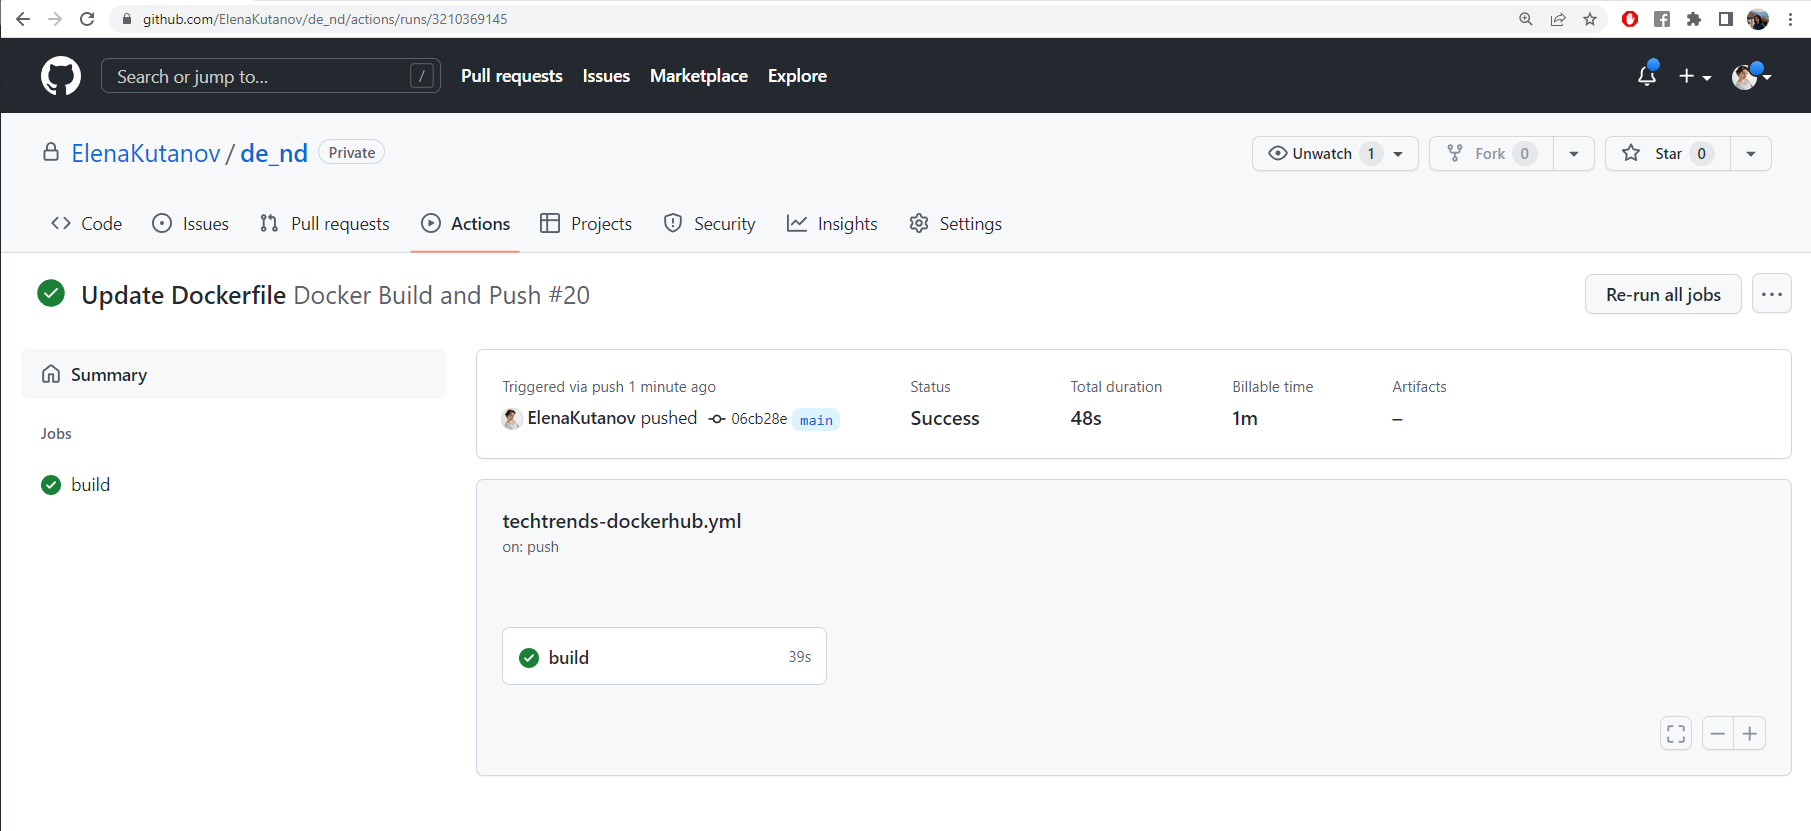 github.com/ElenaKutanov/de_nd/actions/runs/3210369145
Search or jump to... /
Pull requests Issues Marketplace Explore
ElenaKutanov / de_nd Private
Unwatch 1 Fork 0 Star 0
Code Issues Pull requests Actions Projects Security Insights Settings
Update Dockerfile Docker Build and Push #20
Re-run all jobs
Summary
Jobs
build
Triggered via push 1 minute ago
ElenaKutanov pushed 06cb28e main
Status
Success
Total duration
48s
Billable time
1m
Artifacts
–
techtrends-dockerhub.yml
on: push
build 39s